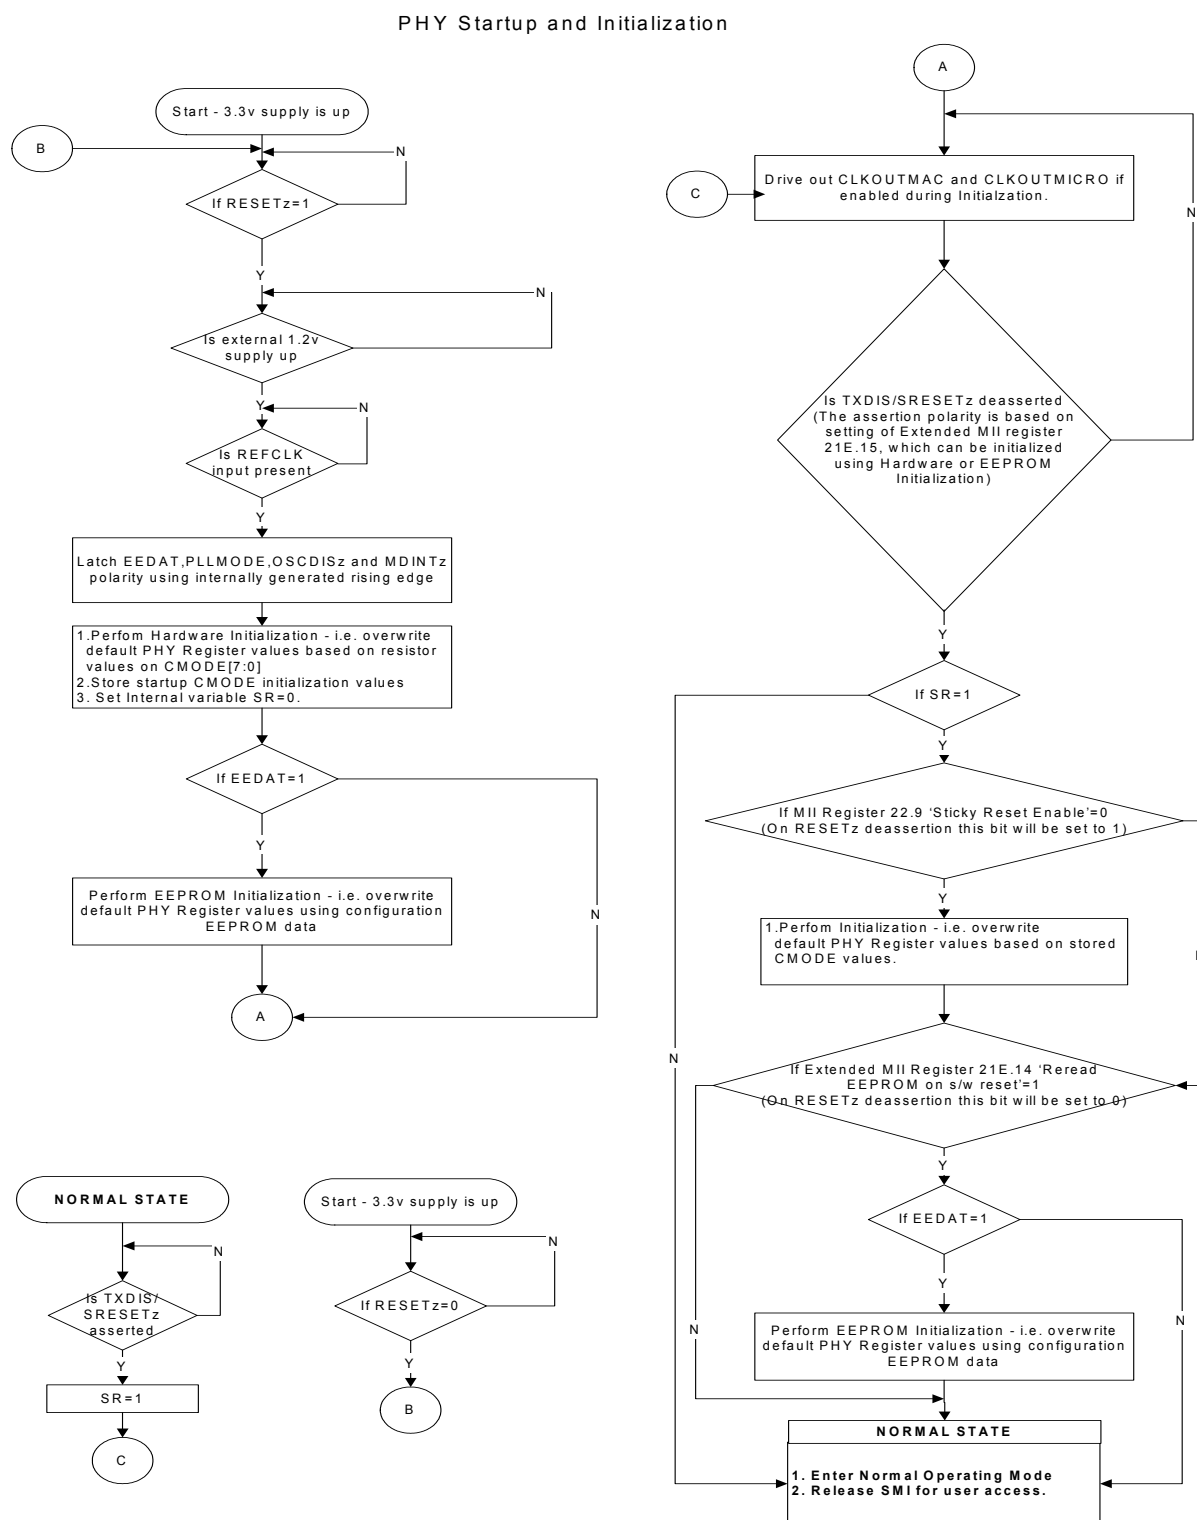 PHY Startup and Initialization
Start - 3.3v supply is up
B
N
If RESETz=1
Y
N
Is external 1.2v
supply up
Y
N
Is REFCLK
input present
Y
Latch EEDAT,PLLMODE,OSCDISz and MDINTz
polarity using internally generated rising edge
1.Perfom Hardware Initialization - i.e. overwrite
default PHY Register values based on resistor
values on CMODE[7:0]
2.Store startup CMODE initialization values
3. Set Internal variable SR=0.
If EEDAT=1
Y
N
Perform EEPROM Initialization - i.e. overwrite
default PHY Register values using configuration
EEPROM data
A
NORMAL STATE
N
Is TXDIS/
SRESETz
asserted
Y
SR=1
C
Start - 3.3v supply is up
N
If RESETz=0
Y
B
A
C
Drive out CLKOUTMAC and CLKOUTMICRO if
enabled during Initialzation.
N
Is TXDIS/SRESETz deasserted
(The assertion polarity is based on
setting of Extended MII register
21E.15, which can be initialized
using Hardware or EEPROM
Initialization)
Y
If SR=1
Y
N
If MII Register 22.9 ‘Sticky Reset Enable’=0
(On RESETz deassertion this bit will be set to 1)
Y
1.Perfom Initialization - i.e. overwrite
default PHY Register values based on stored
CMODE values.
If Extended MII Register 21E.14 ‘Reread
EEPROM on s/w reset’=1
(On RESETz deassertion this bit will be set to 0)
Y
N
If EEDAT=1
Y
N
Perform EEPROM Initialization - i.e. overwrite
default PHY Register values using configuration
EEPROM data
NORMAL STATE
1. Enter Normal Operating Mode
2. Release SMI for user access.